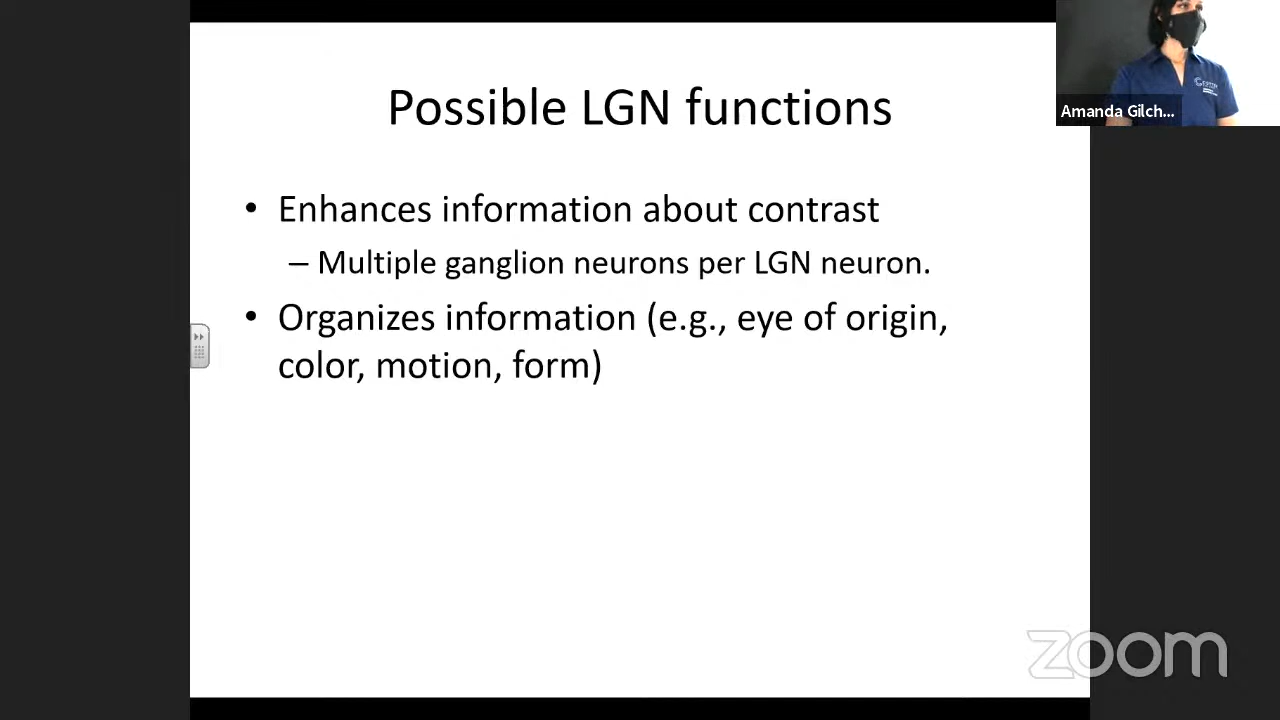 Possible LGN functions
• Enhances information about contrast
– Multiple ganglion neurons per LGN neuron.
• Organizes information (e.g., eye of origin,
color, motion, form)
Amanda Gilch...
zoom